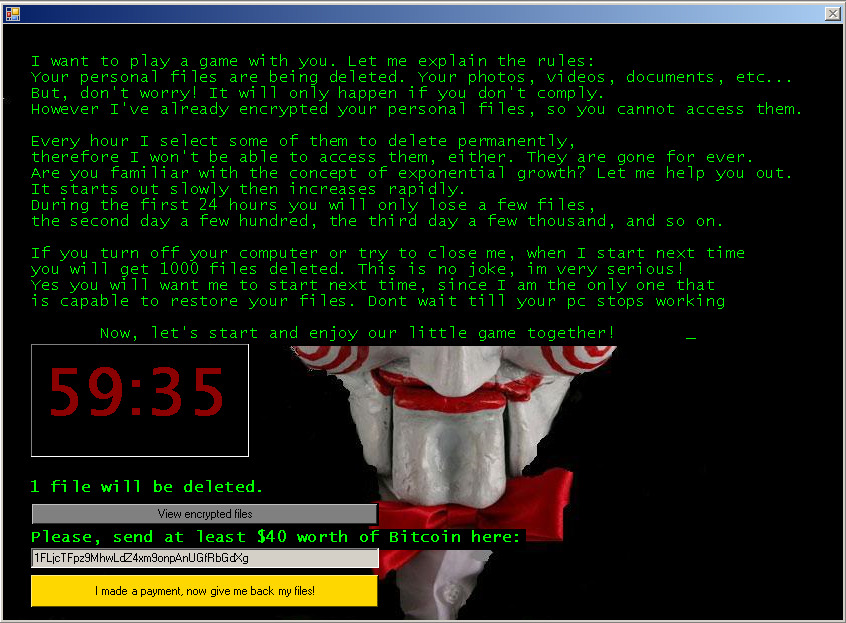 I want to play a game with you. Let me explain the rules:
Your personal files are being deleted. Your photos, videos, documents, etc...
But, don't worry! It will only happen if you don't comply.
However I've already encrypted your personal files, so you cannot access them.
Every hour I select some of them to delete permanently,
therefore I won't be able to access them, either. They are gone for ever.
Are you familiar with the concept of exponential growth? Let me help you out.
It starts out slowly then increases rapidly.
During the first 24 hours you will only lose a few files,
the second day a few hundred, the third day a few thousand, and so on.
If you turn off your computer or try to close me, when I start next time
you will get 1000 files deleted. This is no joke, im very serious!
Yes you will want me to start next time, since I am the only one that
is capable to restore your files. Dont wait till your pc stops working
Now, let's start and enjoy our little game together! _
59:35
1 file will be deleted.
View encrypted files
Please, send at least $40 worth of Bitcoin here:
1FLjcTFpz9MhwLdZ4xm9onpAnUGfRbGdXg
I made a payment, now give me back my files!